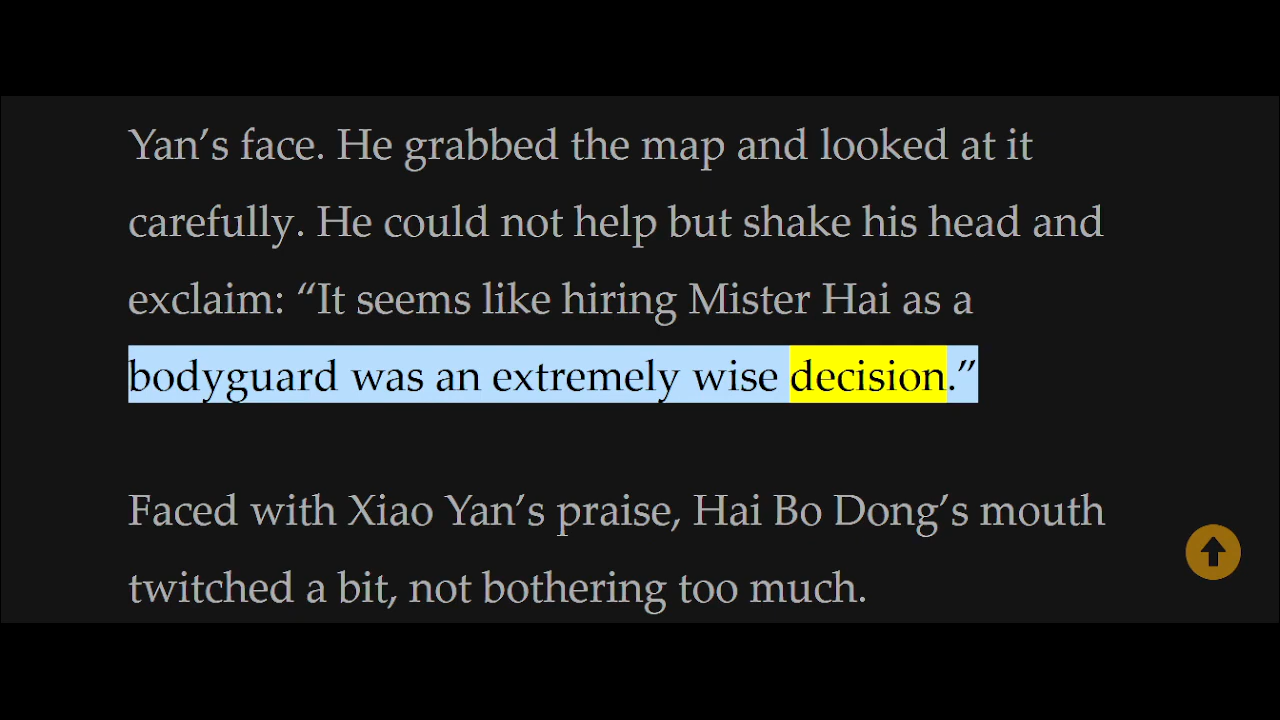 Yan’s face. He grabbed the map and looked at it
carefully. He could not help but shake his head and
exclaim: “It seems like hiring Mister Hai as a
bodyguard was an extremely wise decision.”
Faced with Xiao Yan’s praise, Hai Bo Dong’s mouth
twitched a bit, not bothering too much.